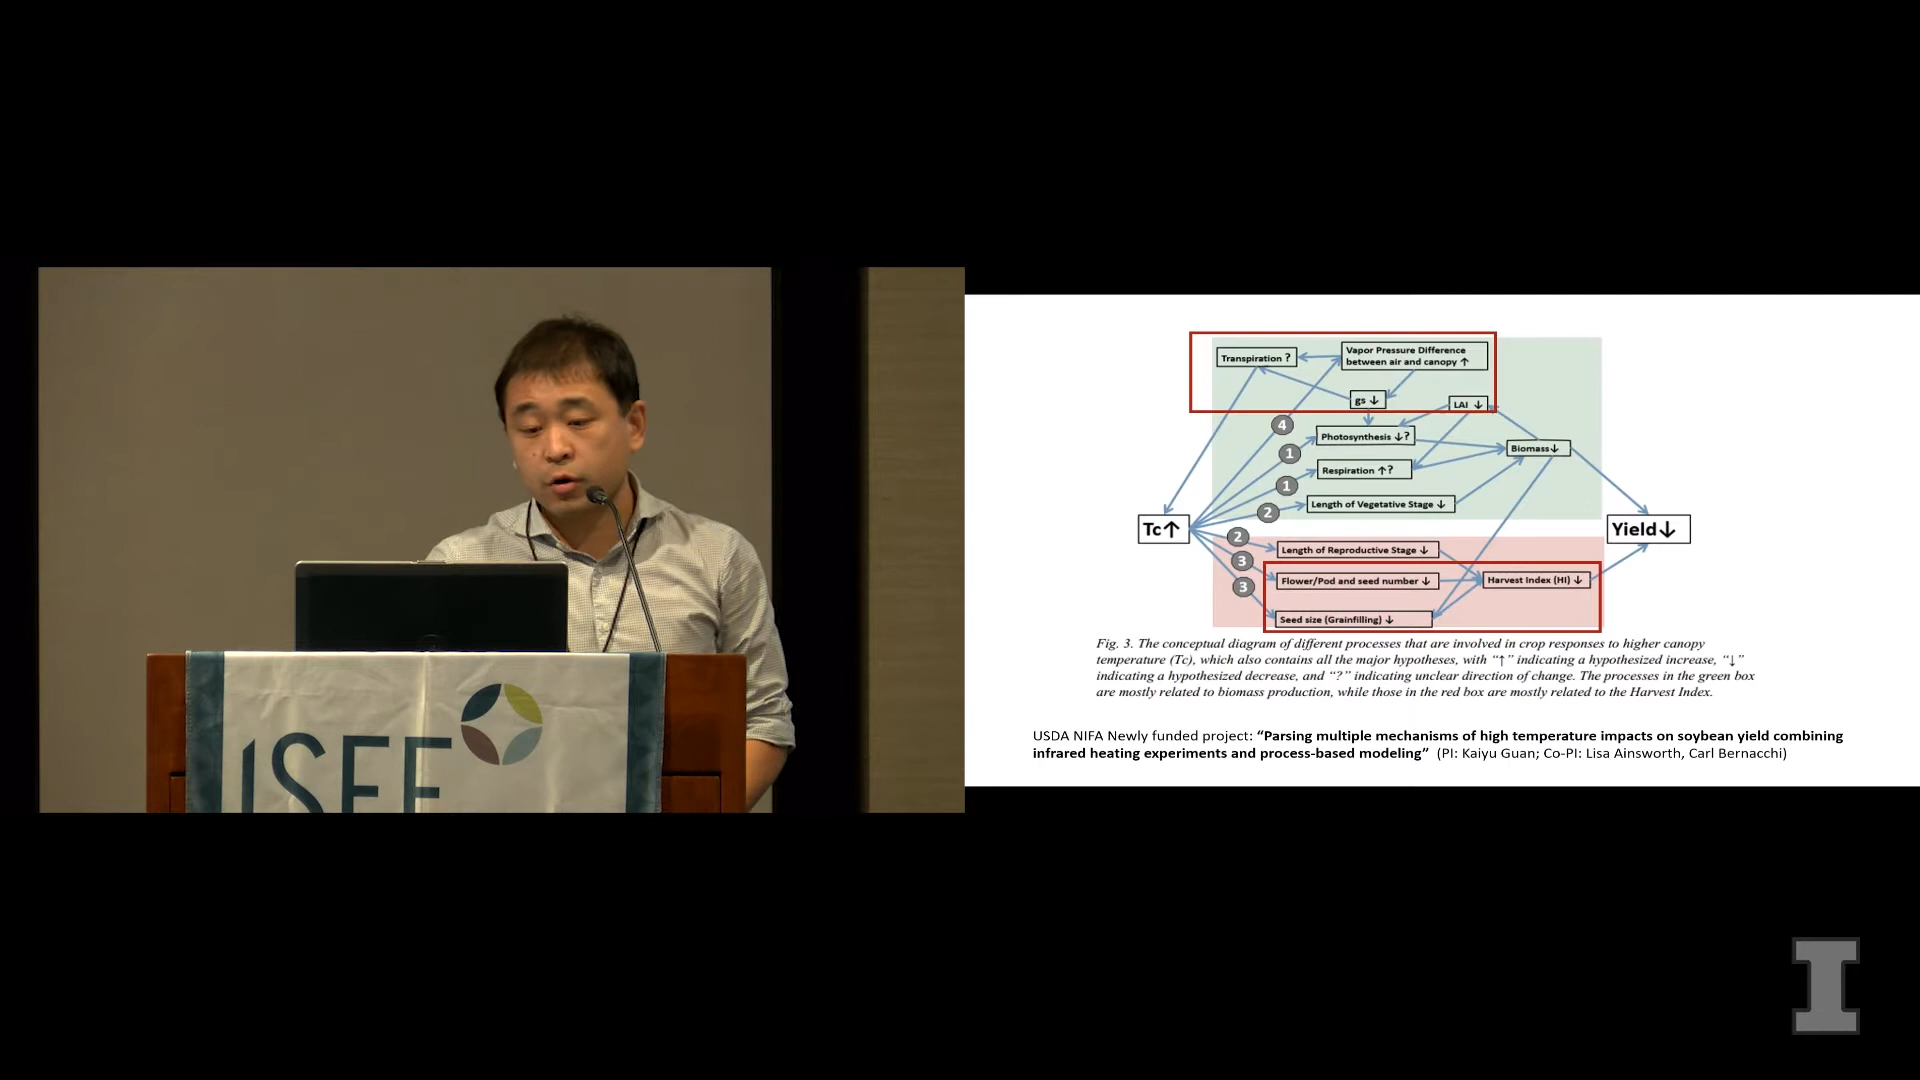 Transpiration ?
Vapor Pressure Difference
between air and canopy ↑
gs ↓
LAI ↓
4
Photosynthesis ↓?
1
Biomass↓
Respiration ↑?
1
Length of Vegetative Stage ↓
2
Tc↑
Yield↓
2
Length of Reproductive Stage ↓
3
Flower/Pod and seed number ↓
Harvest Index (HI) ↓
3
Seed size (Grainfilling) ↓
Fig. 3. The conceptual diagram of different processes that are involved in crop responses to higher canopy
temperature (Tc), which also contains all the major hypotheses, with “↑” indicating a hypothesized increase, “↓”
indicating a hypothesized decrease, and “?” indicating unclear direction of change. The processes in the green box
are mostly related to biomass production, while those in the red box are mostly related to the Harvest Index.
USDA NIFA Newly funded project: “Parsing multiple mechanisms of high temperature impacts on soybean yield combining
infrared heating experiments and process-based modeling” (PI: Kaiyu Guan; Co-PI: Lisa Ainsworth, Carl Bernacchi)
I